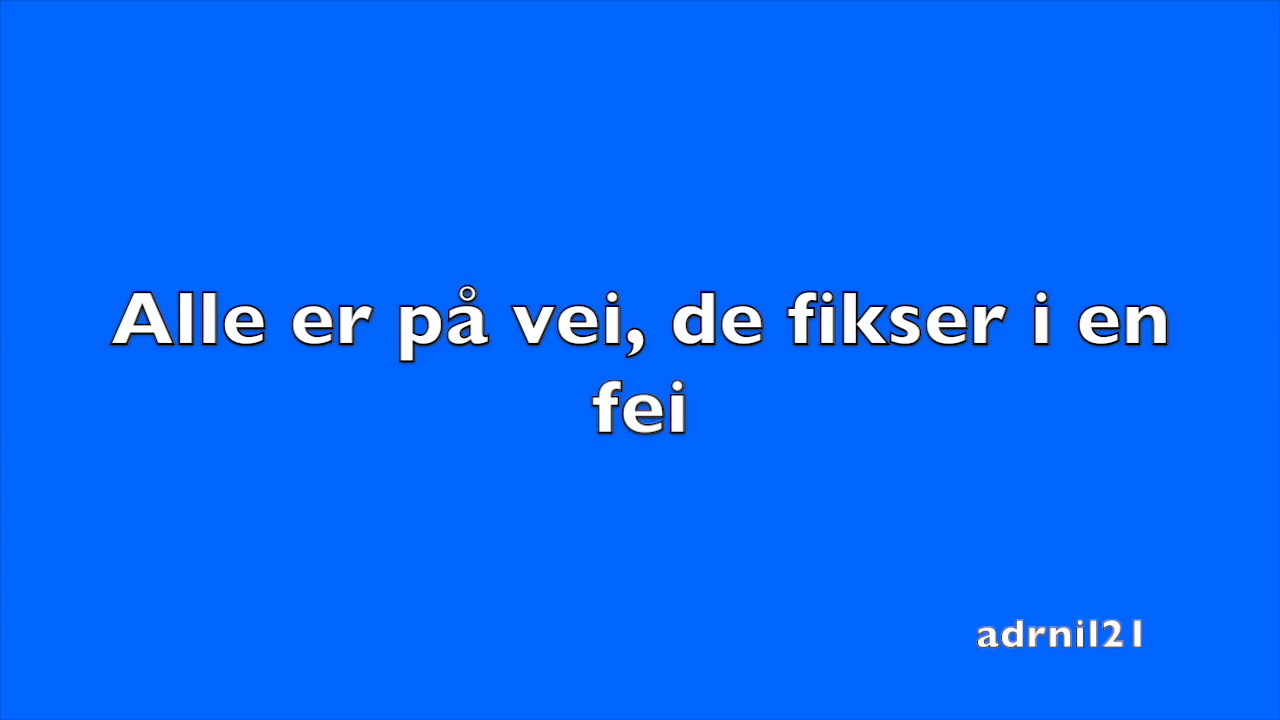 Alle er på vei, de fikser i en
fei
adrnil21